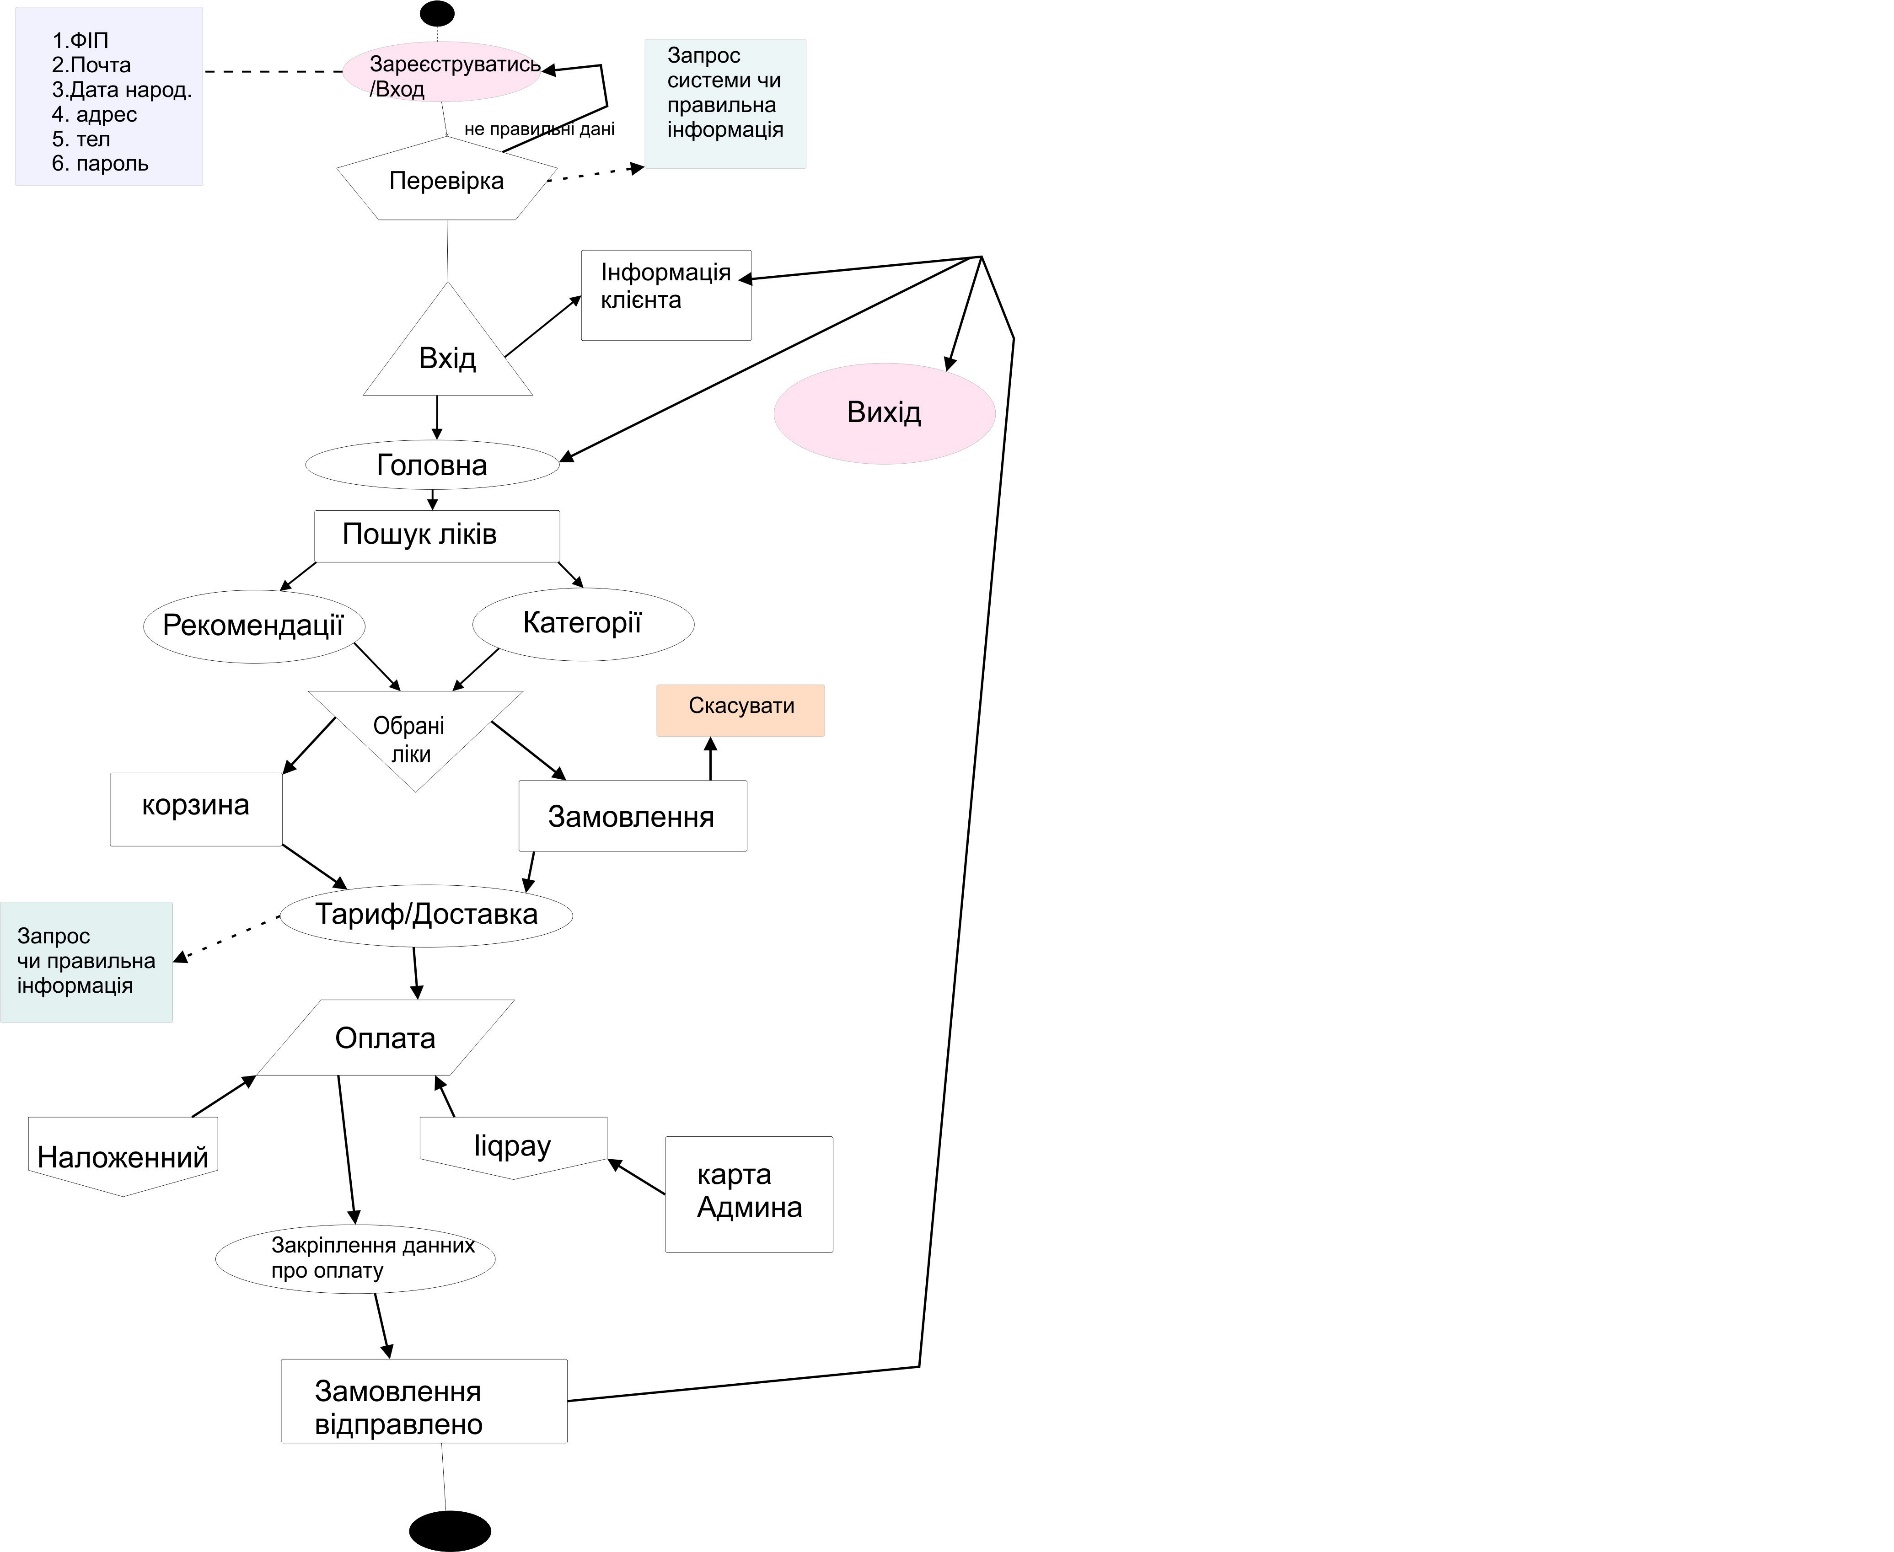 1.ФІП
2.Почта
3.Дата народ.
4. адрес
5. тел
6. пароль
Зареєструватись
/Вход
Запрос
системи чи
правильна
інформація
не правильні дані
Перевірка
Інформація
клієнта
Вхід
Вихід
Головна
Пошук ліків
Рекомендації
Категорії
Обрані
ліки
Скасувати
корзина
Замовлення
Тариф/Доставка
Запрос
чи правильна
інформація
Оплата
Наложенний
liqpay
карта
Админа
Закріплення данних
про оплату
Замовлення
відправлено